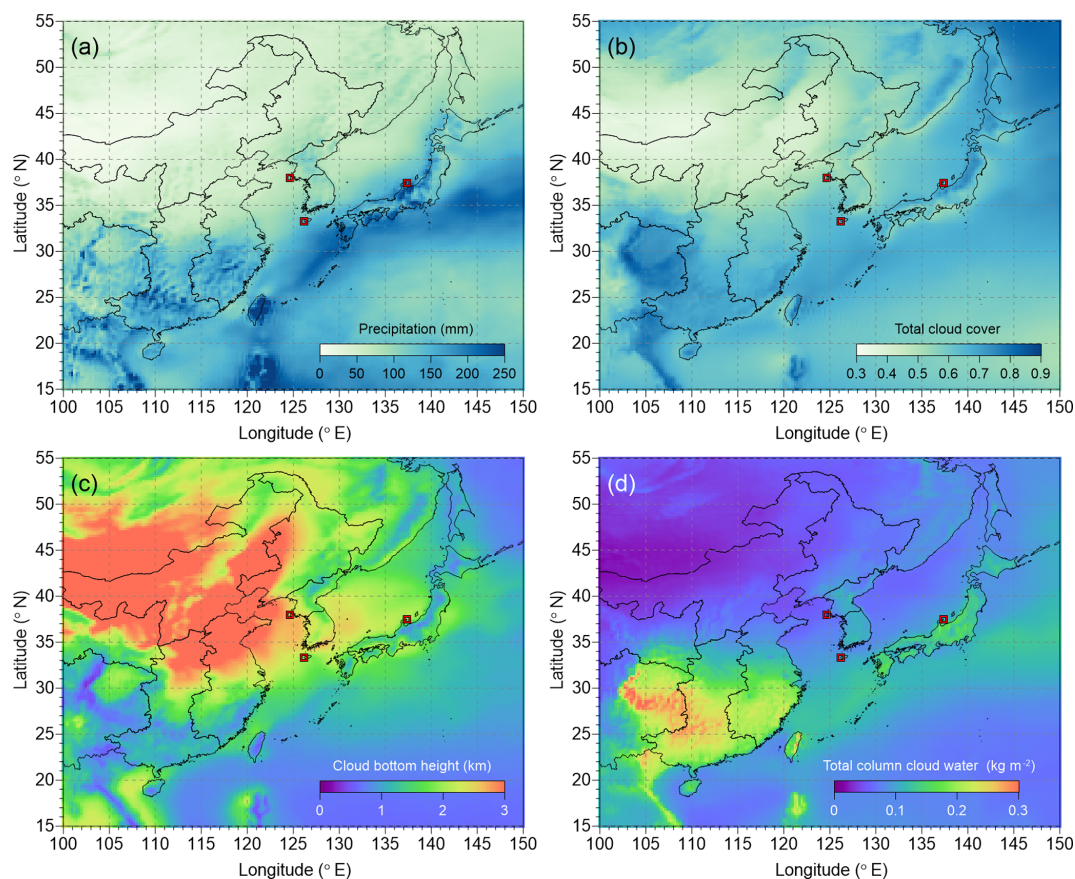 (a)
55
50
45
40
35
30
25
20
15
Latitude (° N)
Precipitation (mm)
0 50 100 150 200 250
100 105 110 115 120 125 130 135 140 145 150
Longitude (° E)
(b)
55
50
45
40
35
30
25
20
15
Latitude (° N)
Total cloud cover
0.3 0.4 0.5 0.6 0.7 0.8 0.9
100 105 110 115 120 125 130 135 140 145 150
Longitude (° E)
(c)
55
50
45
40
35
30
25
20
15
Latitude (° N)
Cloud bottom height (km)
0 1 2 3
100 105 110 115 120 125 130 135 140 145 150
Longitude (° E)
(d)
55
50
45
40
35
30
25
20
15
Latitude (° N)
Total column cloud water (kg m⁻²)
0 0.1 0.2 0.3
100 105 110 115 120 125 130 135 140 145 150
Longitude (° E)